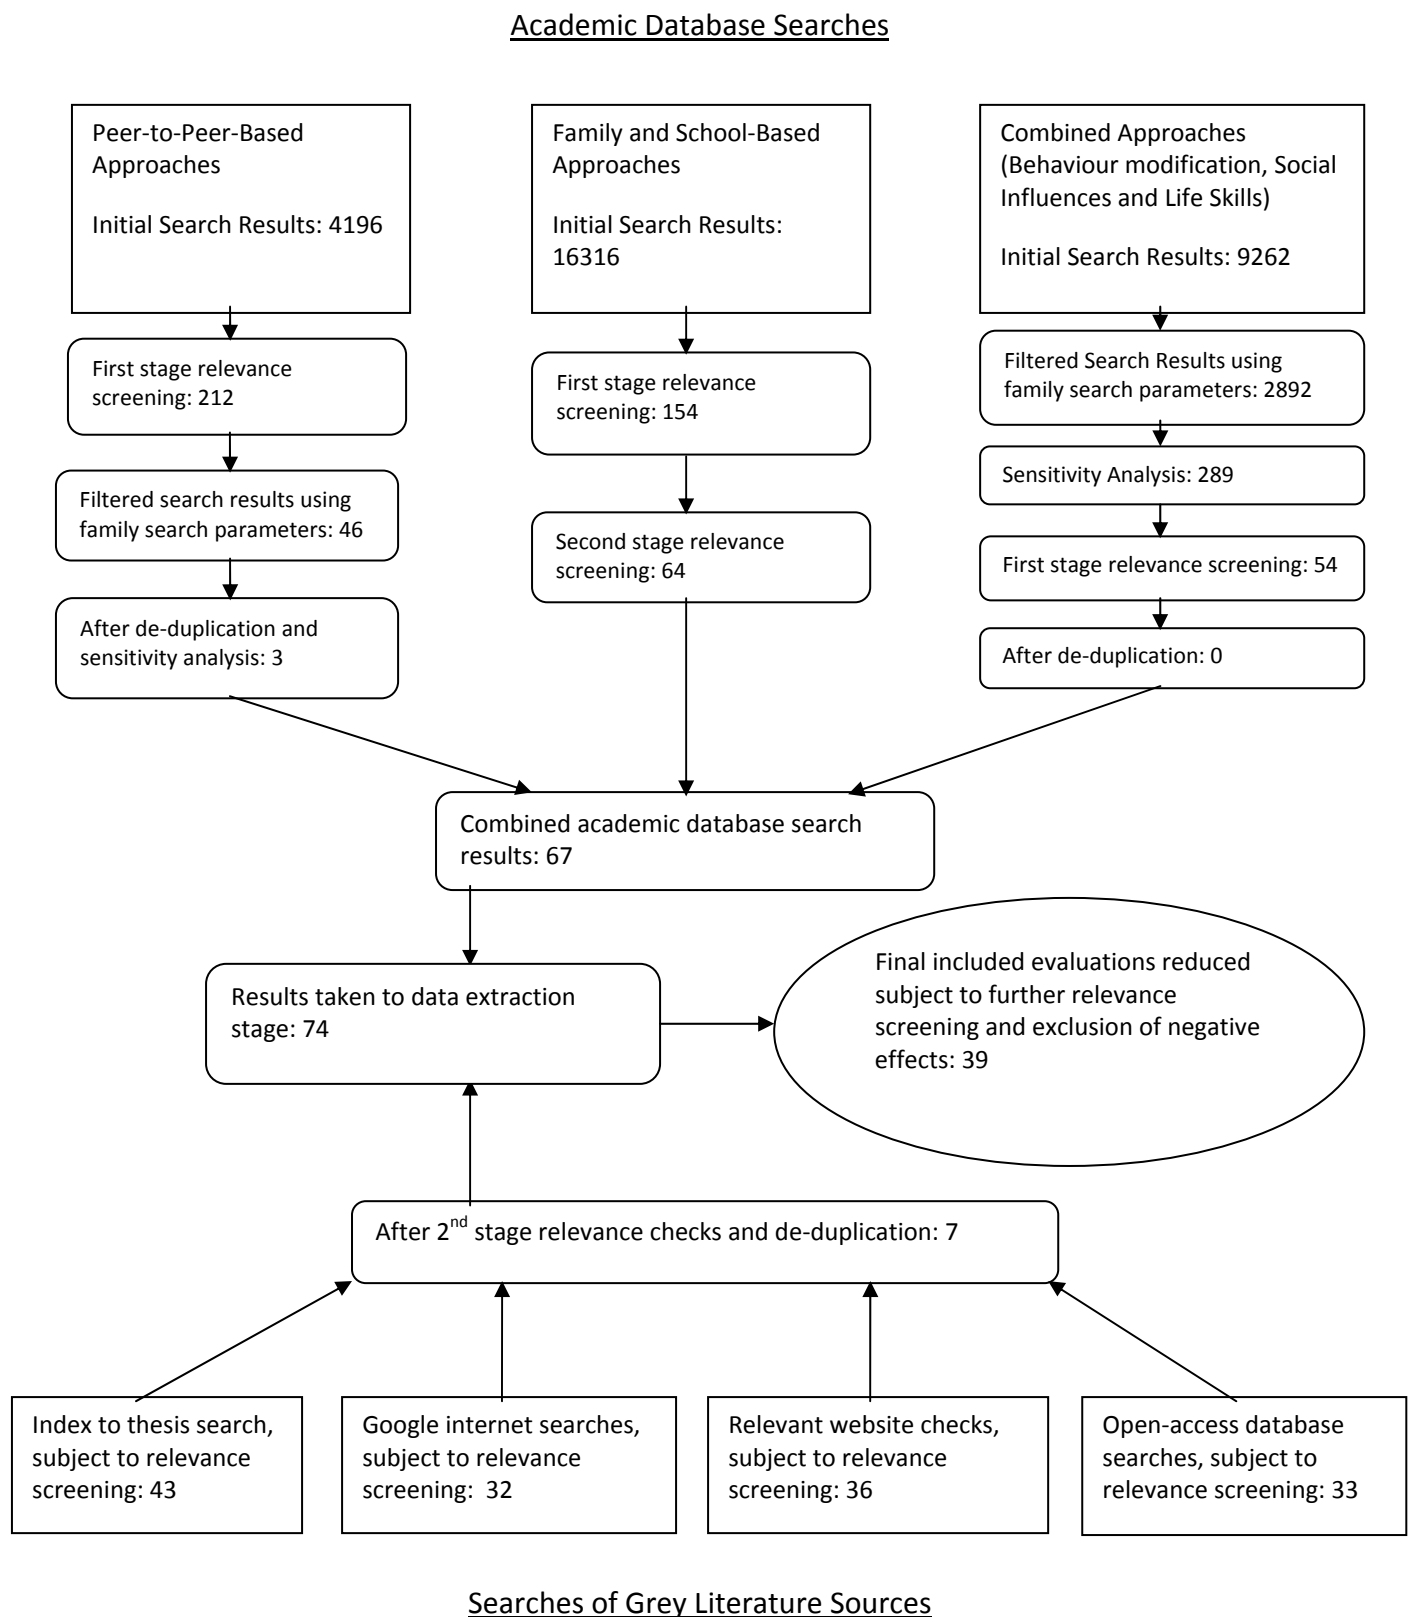 Academic Database Searches
Peer-to-Peer-Based
Approaches
Initial Search Results: 4196
Family and School-Based
Approaches
Initial Search Results:
16316
Combined Approaches
(Behaviour modification, Social
Influences and Life Skills)
Initial Search Results: 9262
First stage relevance
screening: 212
First stage relevance
screening: 154
Filtered Search Results using
family search parameters: 2892
Sensitivity Analysis: 289
Filtered search results using
family search parameters: 46
Second stage relevance
screening: 64
First stage relevance screening: 54
After de-duplication and
sensitivity analysis: 3
After de-duplication: 0
Combined academic database search
results: 67
Results taken to data extraction
stage: 74
Final included evaluations reduced
subject to further relevance
screening and exclusion of negative
effects: 39
After 2nd stage relevance checks and de-duplication: 7
Index to thesis search,
subject to relevance
screening: 43
Google internet searches,
subject to relevance
screening:  32
Relevant website checks,
subject to relevance
screening: 36
Open-access database
searches, subject to
relevance screening: 33
Searches of Grey Literature Sources